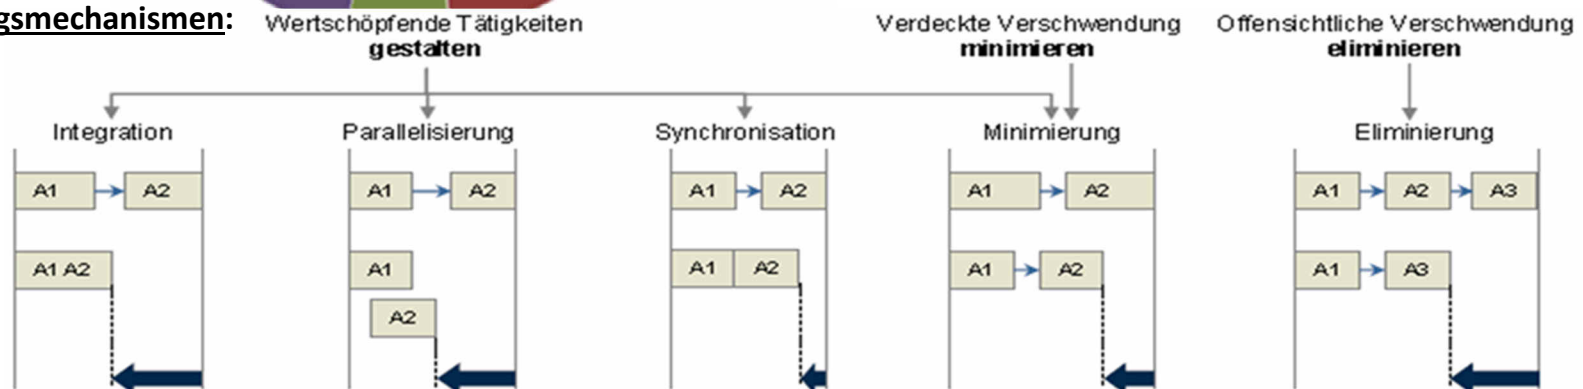 gsmechanismen:
Wertschöpfende Tätigkeiten
gestalten
Verdeckte Verschwendung
minimieren
Offensichtliche Verschwendung
eliminieren
Integration
Parallelisierung
Synchronisation
Minimierung
Eliminierung
A1 A2
A1 A2
A1 A2
A1 A2
A1 A2 A3
A1 A2
A1
A2
A1 A2
A1 A2
A1 A3